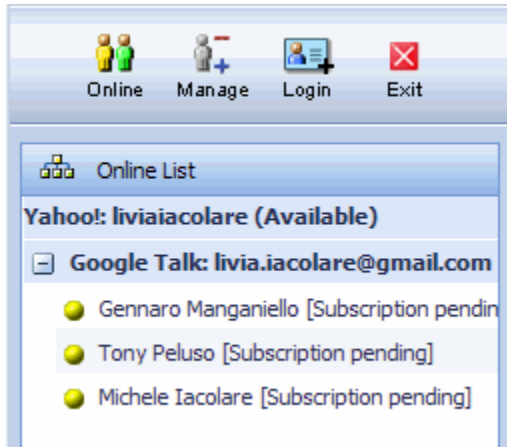 Online Manage Login Exit
Online List
Yahoo!: liviaiacolare (Available)
Google Talk: livia.iacolare@gmail.com
Gennaro Manganiello [Subscription pendin
Tony Peluso [Subscription pending]
Michele Iacolare [Subscription pending]